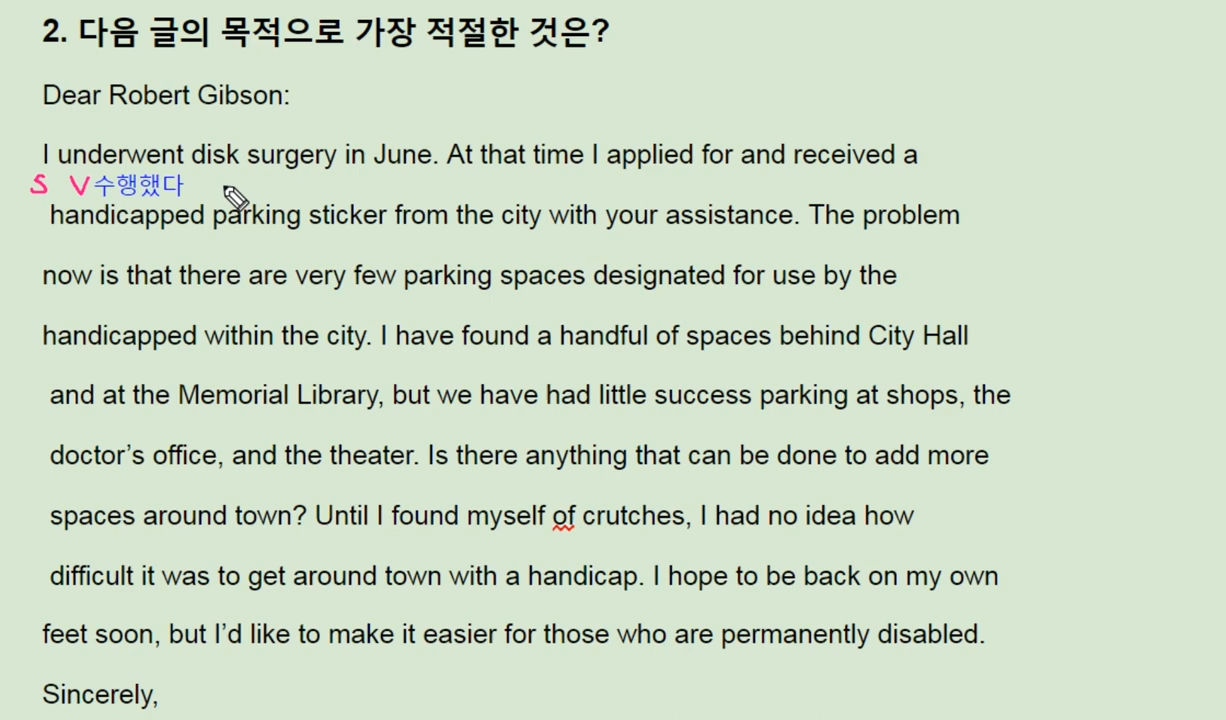 2. 다음 글의 목적으로 가장 적절한 것은?
Dear Robert Gibson:
I underwent disk surgery in June. At that time I applied for and received a
S V 수행했다
handicapped parking sticker from the city with your assistance. The problem
now is that there are very few parking spaces designated for use by the
handicapped within the city. I have found a handful of spaces behind City Hall
and at the Memorial Library, but we have had little success parking at shops, the
doctor’s office, and the theater. Is there anything that can be done to add more
spaces around town? Until I found myself of crutches, I had no idea how
difficult it was to get around town with a handicap. I hope to be back on my own
feet soon, but I’d like to make it easier for those who are permanently disabled.
Sincerely,